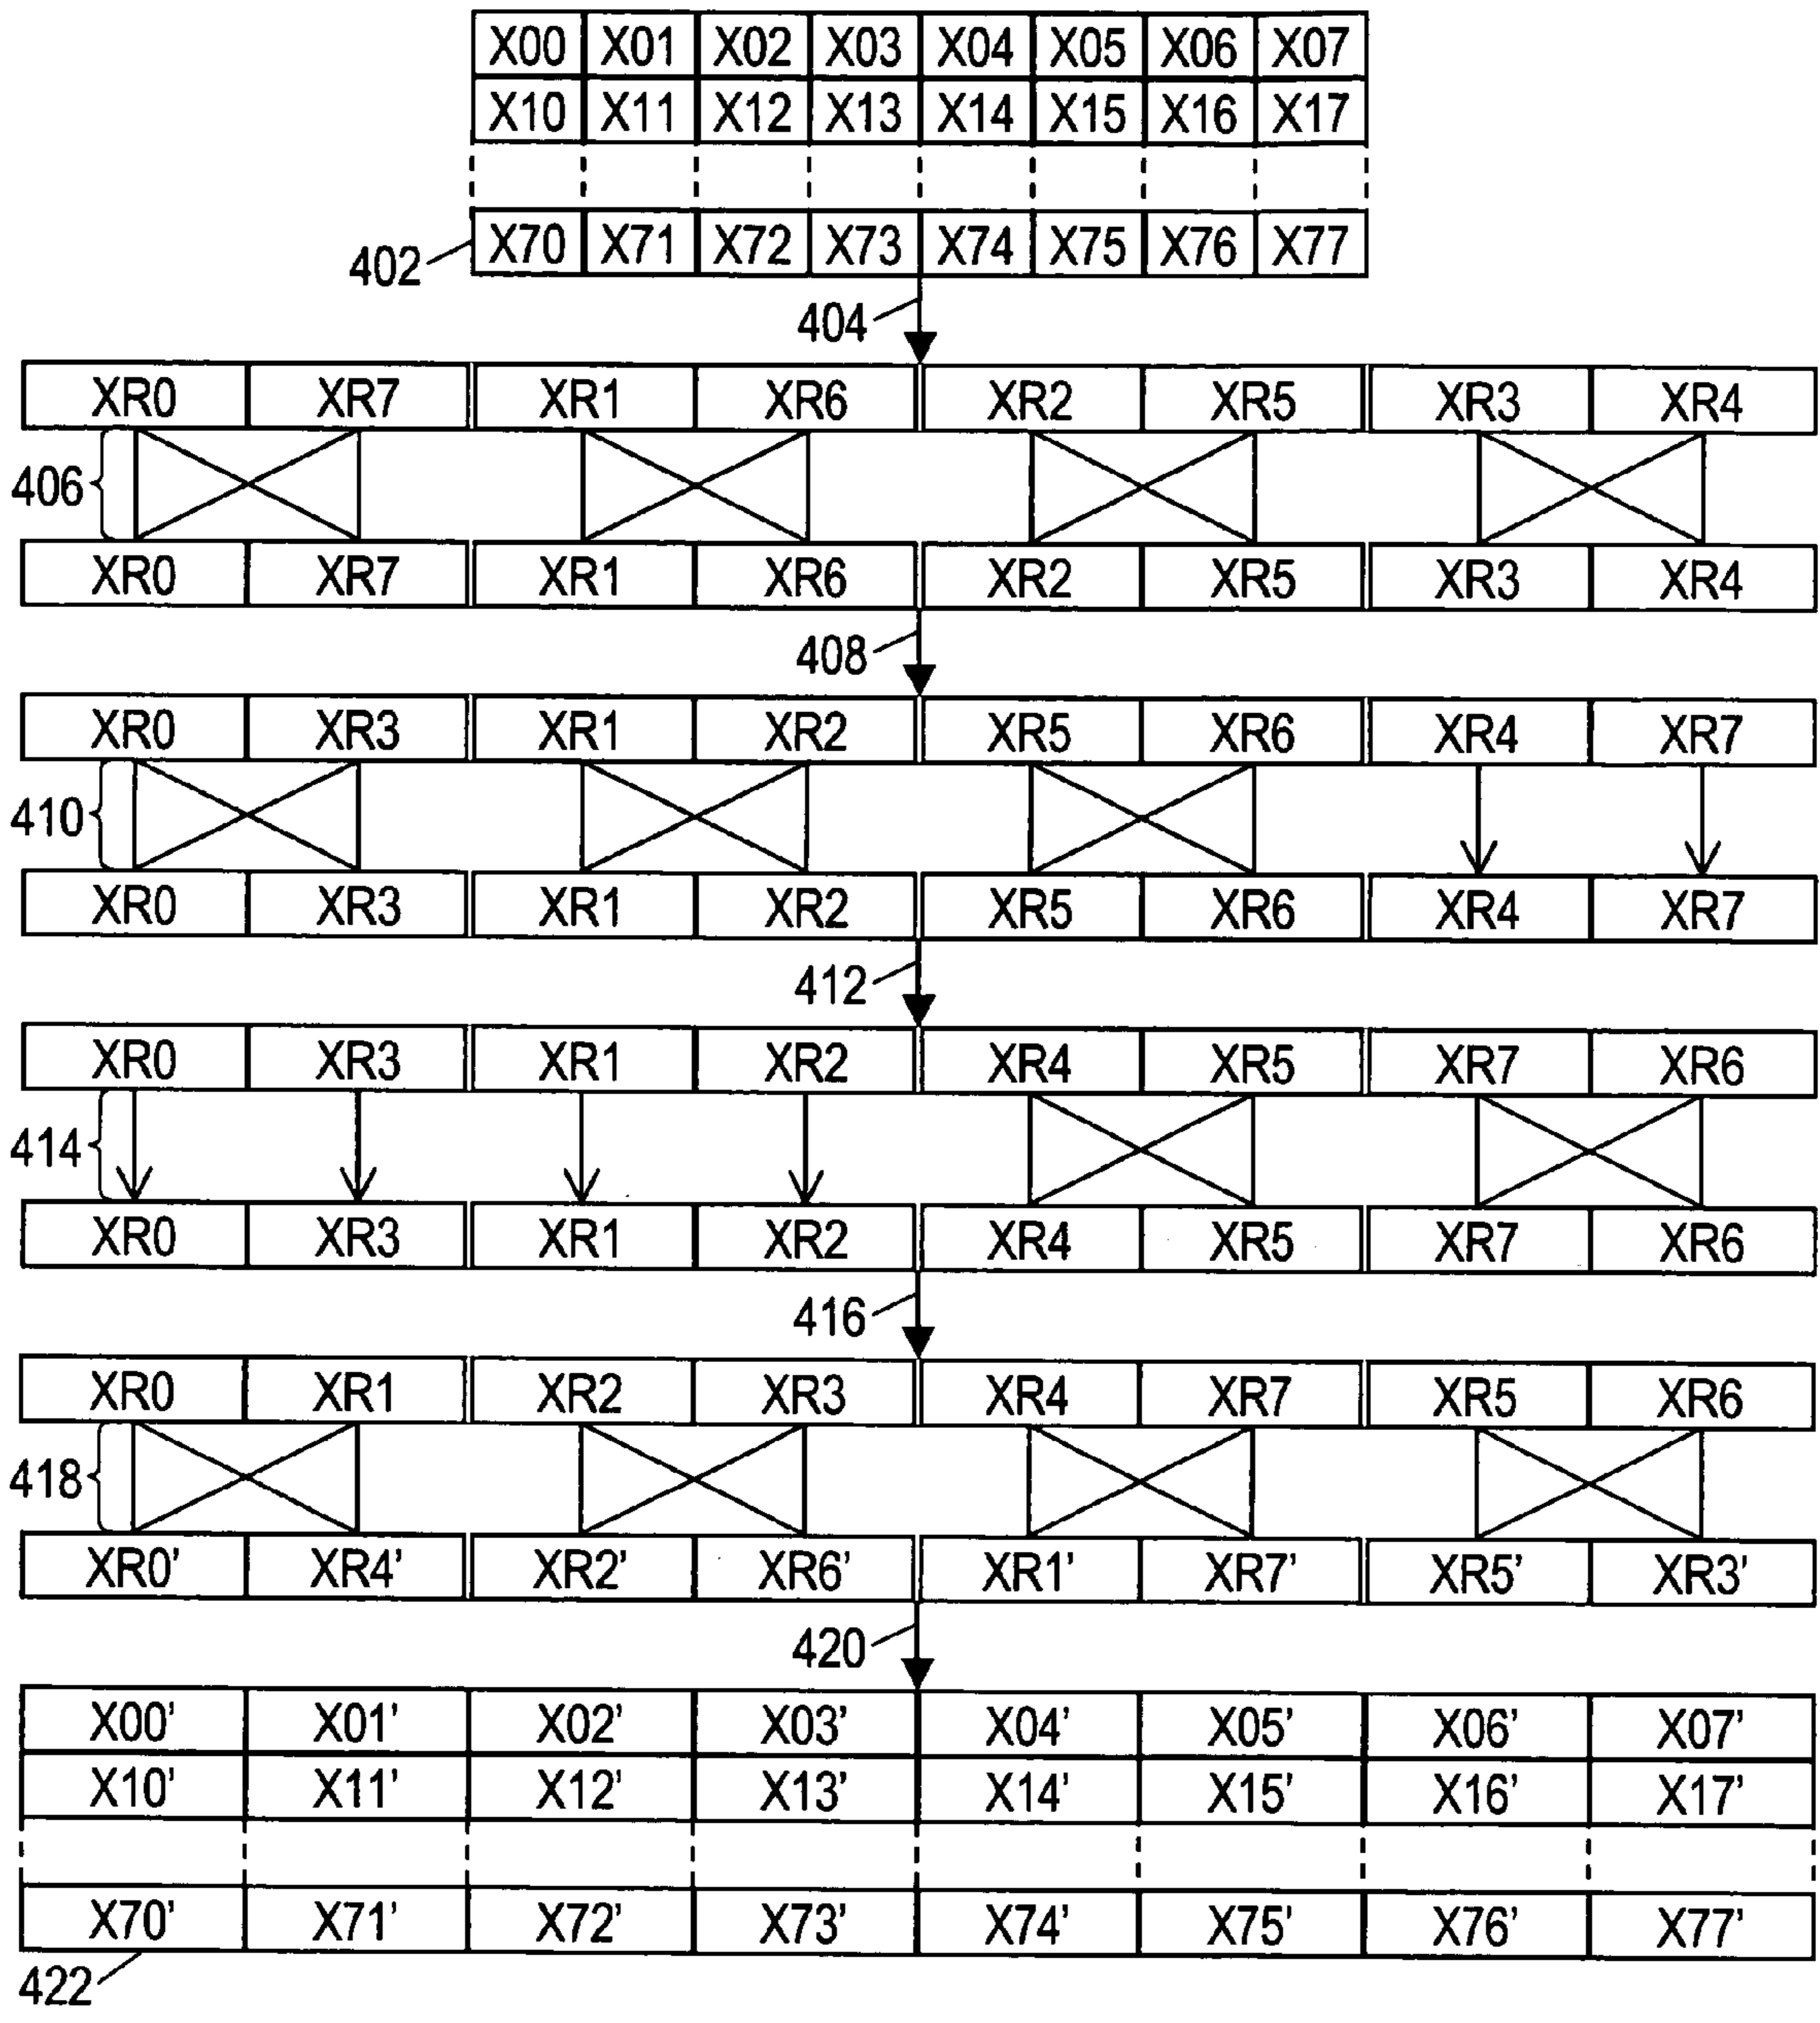 X00 X01 X02 X03 X04 X05 X06 X07
X10 X11 X12 X13 X14 X15 X16 X17
402 X70 X71 X72 X73 X74 X75 X76 X77
404
XR0 XR7 XR1 XR6 XR2 XR5 XR3 XR4
406
XR0 XR7 XR1 XR6 XR2 XR5 XR3 XR4
408
XR0 XR3 XR1 XR2 XR5 XR6 XR4 XR7
410
XR0 XR3 XR1 XR2 XR5 XR6 XR4 XR7
412
XR0 XR3 XR1 XR2 XR4 XR5 XR7 XR6
414
XR0 XR3 XR1 XR2 XR4 XR5 XR7 XR6
416
XR0 XR1 XR2 XR3 XR4 XR7 XR5 XR6
418
XR0' XR4' XR2' XR6' XR1' XR7' XR5' XR3'
420
X00' X01' X02' X03' X04' X05' X06' X07'
X10' X11' X12' X13' X14' X15' X16' X17'
X70' X71' X72' X73' X74' X75' X76' X77'
422